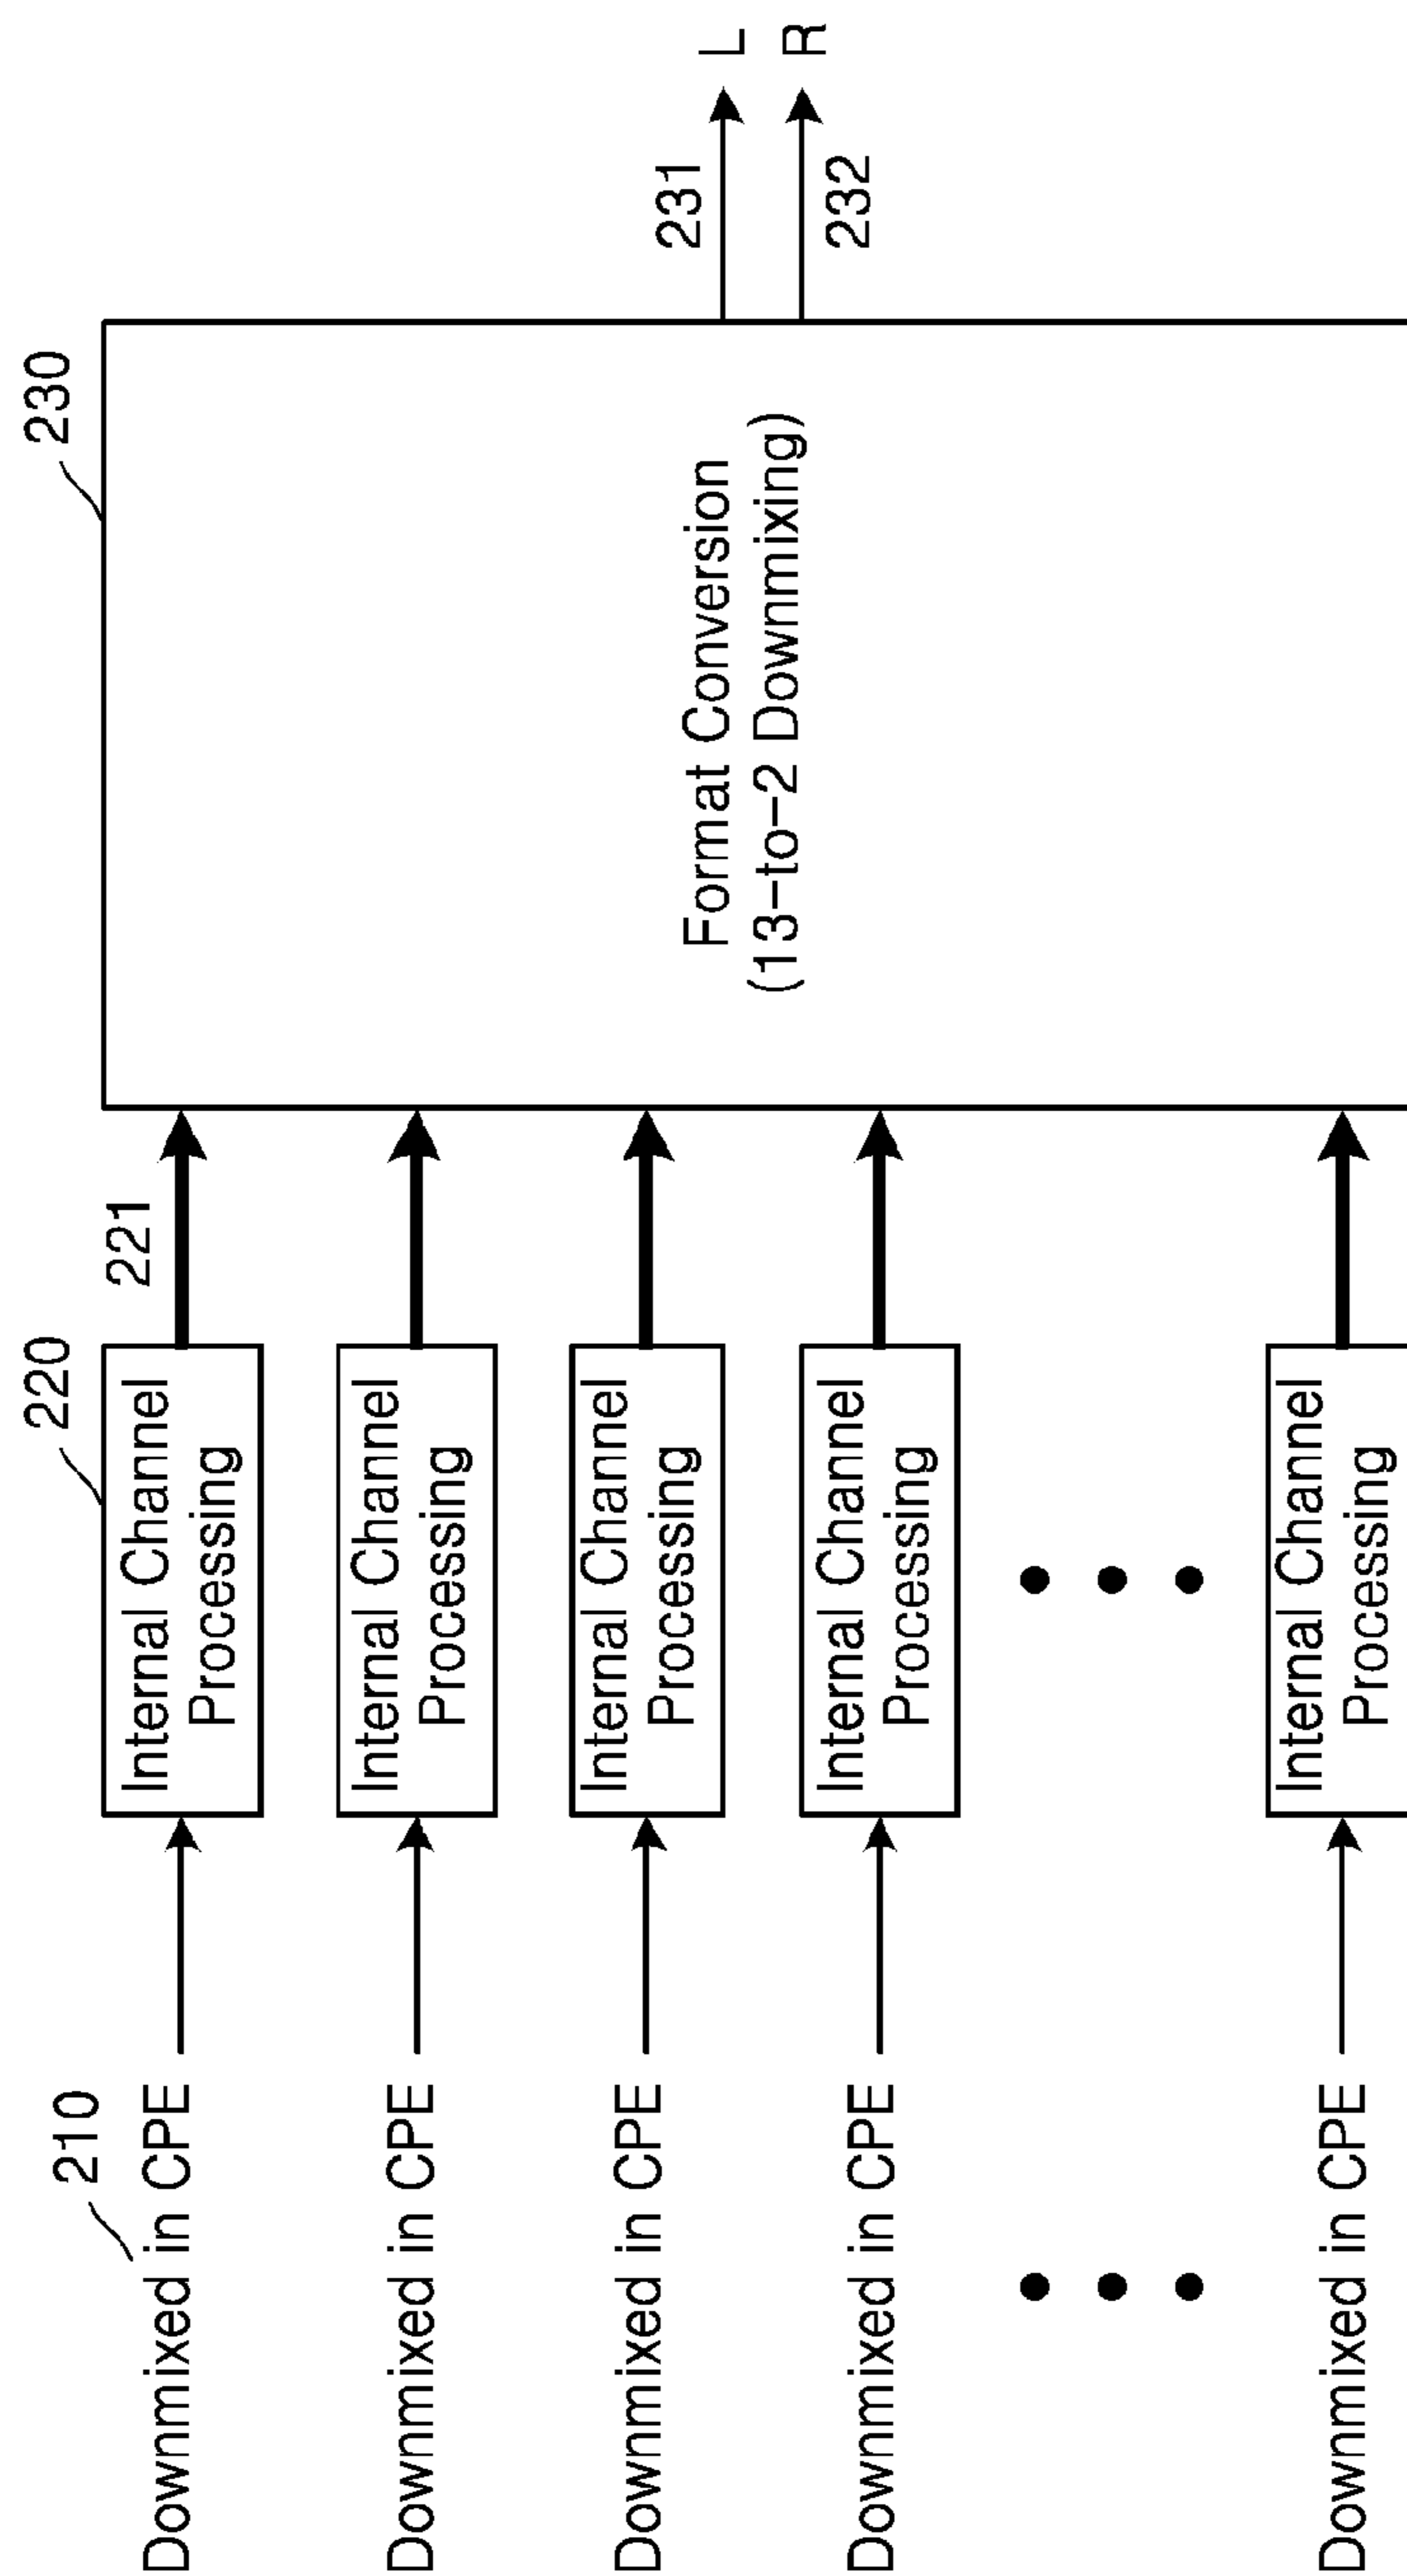 210
Downmixed in CPE
220
Internal Channel
Processing
221
230
Format Conversion
(13-to-2 Downmixing)
231
L
R
232
Downmixed in CPE
Internal Channel
Processing
Downmixed in CPE
Internal Channel
Processing
Downmixed in CPE
Internal Channel
Processing
Downmixed in CPE
Internal Channel
Processing